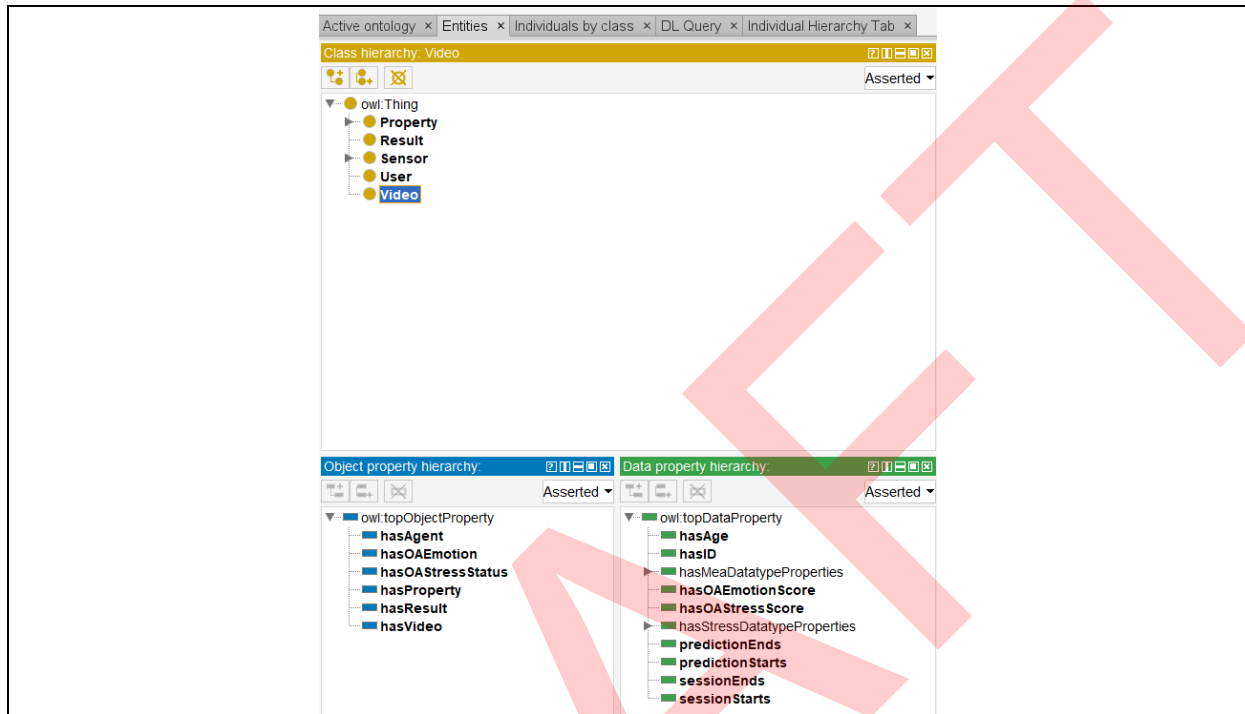 Active ontology × Entities × Individuals by class × DL Query × Individual Hierarchy Tab ×
Class hierarchy: Video
Asserted
owl:Thing
Property
Result
Sensor
User
Video
Object property hierarchy:
Asserted
owl:topObjectProperty
hasAgent
hasOAEmotion
hasOAStressStatus
hasProperty
hasResult
hasVideo
Data property hierarchy:
Asserted
owl:topDataProperty
hasAge
hasID
hasMeaDatatypeProperties
hasOAEmotionScore
hasOAStressScore
hasStressDatatypeProperties
predictionEnds
predictionStarts
sessionEnds
sessionStarts
AFT